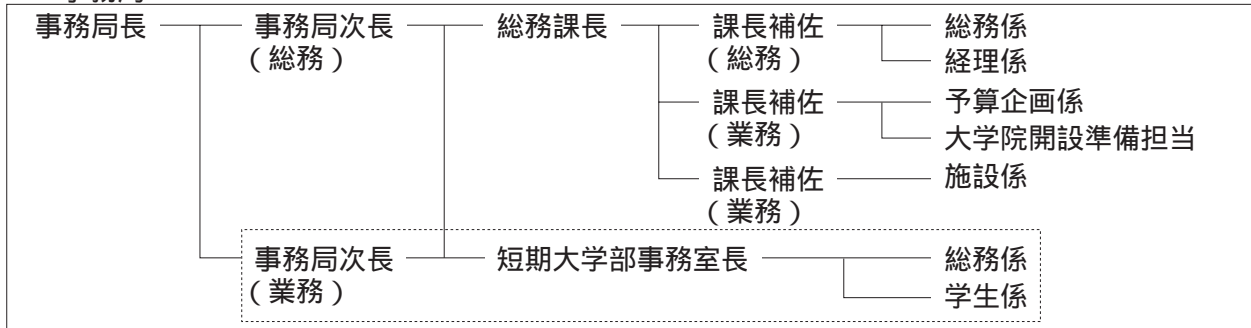 事務局長 事務局次長 総務課長 課長補佐 総務係
(総務) (総務) 経理係
課長補佐 予算企画係
(業務) 大学院開設準備担当
課長補佐 施設係
(業務)
事務局次長 短期大学部事務室長 総務係
(業務) 学生係